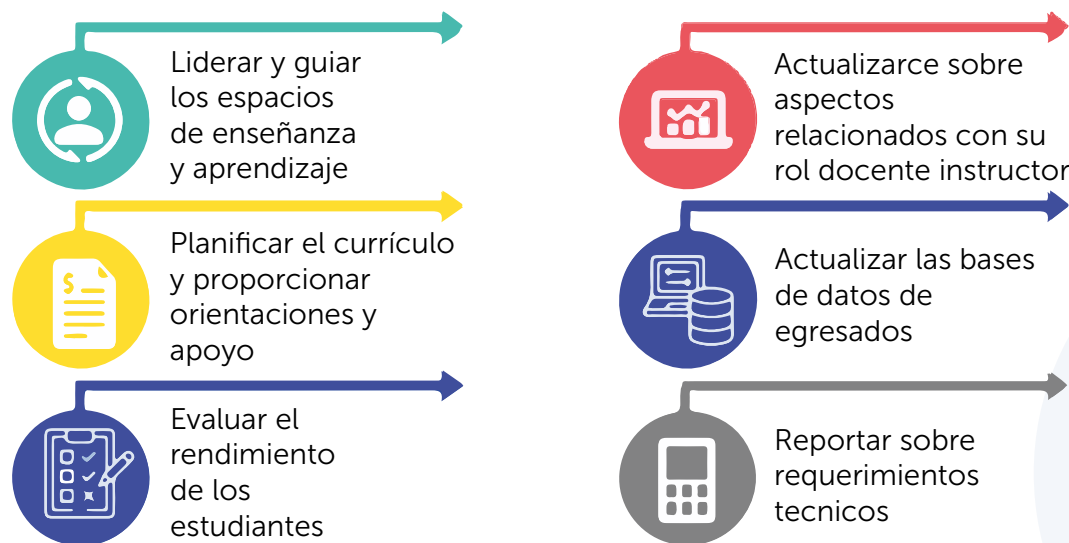 Liderar y guiar
los espacios
de enseñanza
y aprendizaje
Planificar el currículo
y proporcionar
orientaciones y
apoyo
Evaluar el
rendimiento
de los
estudiantes
Actualizarce sobre
aspectos
relacionados con su
rol docente instructor
Actualizar las bases
de datos de
egresados
Reportar sobre
requerimientos
tecnicos